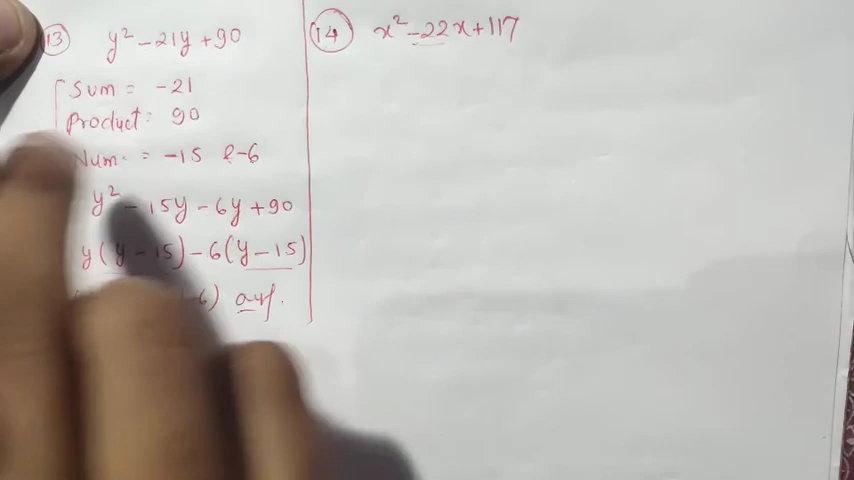 13 y² - 21y + 90
Sum = -21
Product: 90
Num. = -15 & -6
y² - 15y - 6y + 90
y(y - 15) - 6(y - 15)
6) ans.
14 x² - 22x + 117